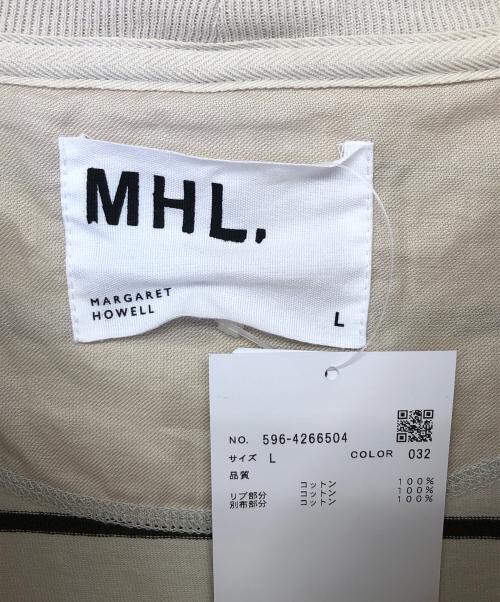 MHL.
MARGARET
HOWELL
L
NO. 596-4266504
サイズ L COLOR 032
品質
コットン 100%
リブ部分 コットン 100%
別布部分 コットン 100%